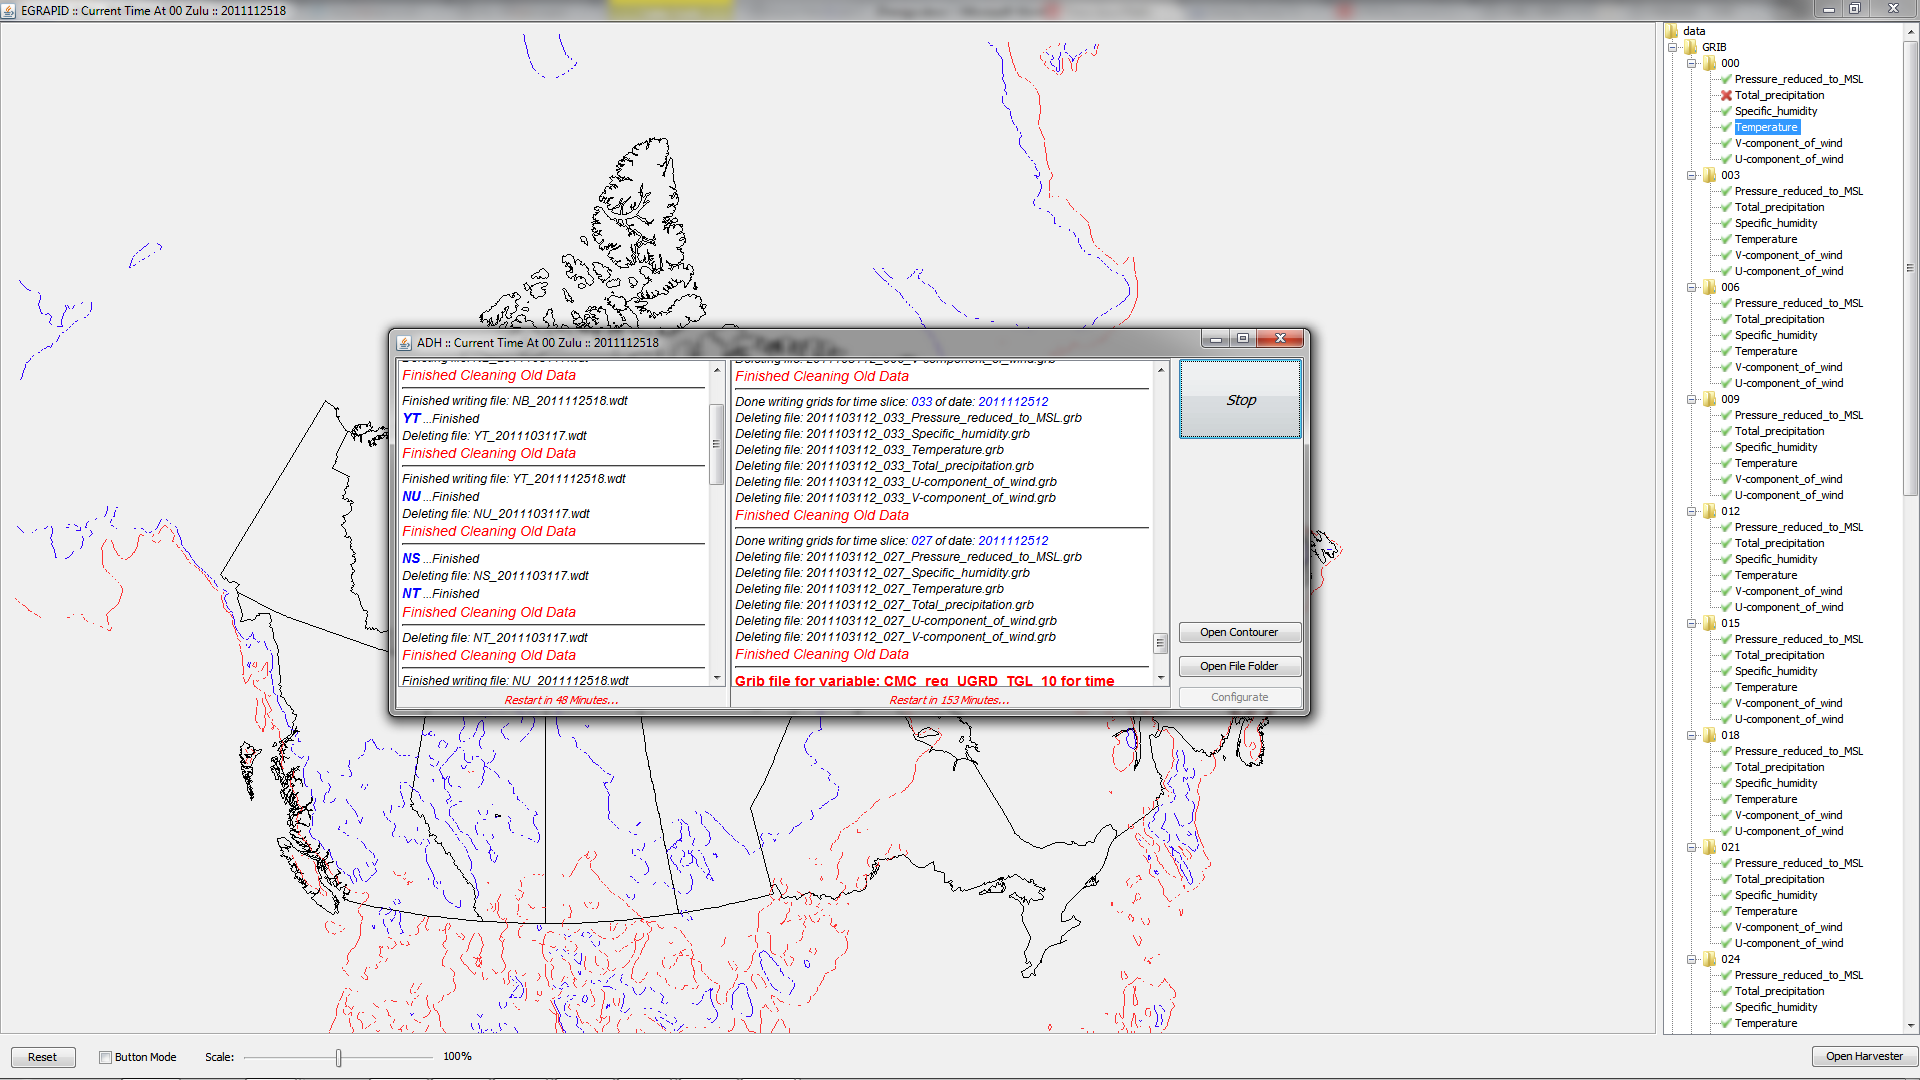 EGRAPID :: Current Time At 00 Zulu :: 2011112518
data
GRIB
000
Pressure_reduced_to_MSL
Total_precipitation
Specific_humidity
Temperature
V-component_of_wind
U-component_of_wind
003
Pressure_reduced_to_MSL
Total_precipitation
Specific_humidity
Temperature
V-component_of_wind
U-component_of_wind
006
Pressure_reduced_to_MSL
Total_precipitation
Specific_humidity
Temperature
V-component_of_wind
U-component_of_wind
009
Pressure_reduced_to_MSL
Total_precipitation
Specific_humidity
Temperature
V-component_of_wind
U-component_of_wind
012
Pressure_reduced_to_MSL
Total_precipitation
Specific_humidity
Temperature
V-component_of_wind
U-component_of_wind
015
Pressure_reduced_to_MSL
Total_precipitation
Specific_humidity
Temperature
V-component_of_wind
U-component_of_wind
018
Pressure_reduced_to_MSL
Total_precipitation
Specific_humidity
Temperature
V-component_of_wind
U-component_of_wind
021
Pressure_reduced_to_MSL
Total_precipitation
Specific_humidity
Temperature
V-component_of_wind
U-component_of_wind
024
Pressure_reduced_to_MSL
Total_precipitation
Specific_humidity
Temperature
ADH :: Current Time At 00 Zulu :: 2011112518
Finished Cleaning Old Data
Finished writing file: NB_2011112518.wdt
YT ...Finished
Deleting file: YT_2011103117.wdt
Finished Cleaning Old Data
Finished writing file: YT_2011112518.wdt
NU ...Finished
Deleting file: NU_2011103117.wdt
Finished Cleaning Old Data
NS ...Finished
Deleting file: NS_2011103117.wdt
NT ...Finished
Finished Cleaning Old Data
Deleting file: NT_2011103117.wdt
Finished Cleaning Old Data
Finished writing file: NU_2011112518.wdt
Restart in 48 Minutes...
Finished Cleaning Old Data
Done writing grids for time slice: 033 of date: 2011112512
Deleting file: 2011103112_033_Pressure_reduced_to_MSL.grb
Deleting file: 2011103112_033_Specific_humidity.grb
Deleting file: 2011103112_033_Temperature.grb
Deleting file: 2011103112_033_Total_precipitation.grb
Deleting file: 2011103112_033_U-component_of_wind.grb
Deleting file: 2011103112_033_V-component_of_wind.grb
Finished Cleaning Old Data
Done writing grids for time slice: 027 of date: 2011112512
Deleting file: 2011103112_027_Pressure_reduced_to_MSL.grb
Deleting file: 2011103112_027_Specific_humidity.grb
Deleting file: 2011103112_027_Temperature.grb
Deleting file: 2011103112_027_Total_precipitation.grb
Deleting file: 2011103112_027_U-component_of_wind.grb
Deleting file: 2011103112_027_V-component_of_wind.grb
Finished Cleaning Old Data
Grib file for variable: CMC_reg_UGRD_TGL_10 for time
Restart in 153 Minutes...
Stop
Open Contourer
Open File Folder
Configurate
Reset
Button Mode
Scale:
100%
Open Harvester